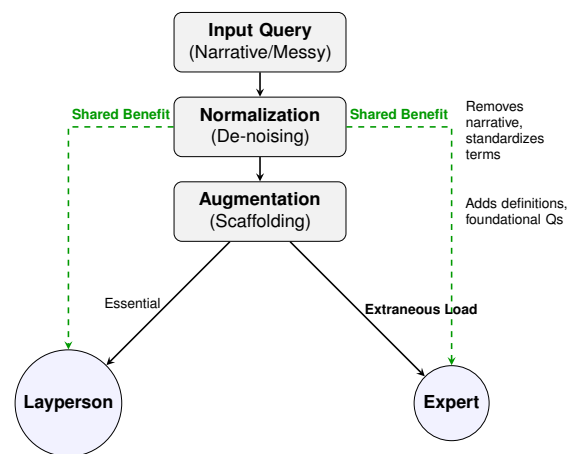 Input Query
(Narrative/Messy)
Shared Benefit
Normalization
(De-noising)
Shared Benefit
Removes
narrative,
standardizes
terms
Augmentation
(Scaffolding)
Adds definitions,
foundational Qs
Essential
Extraneous Load
Layperson
Expert